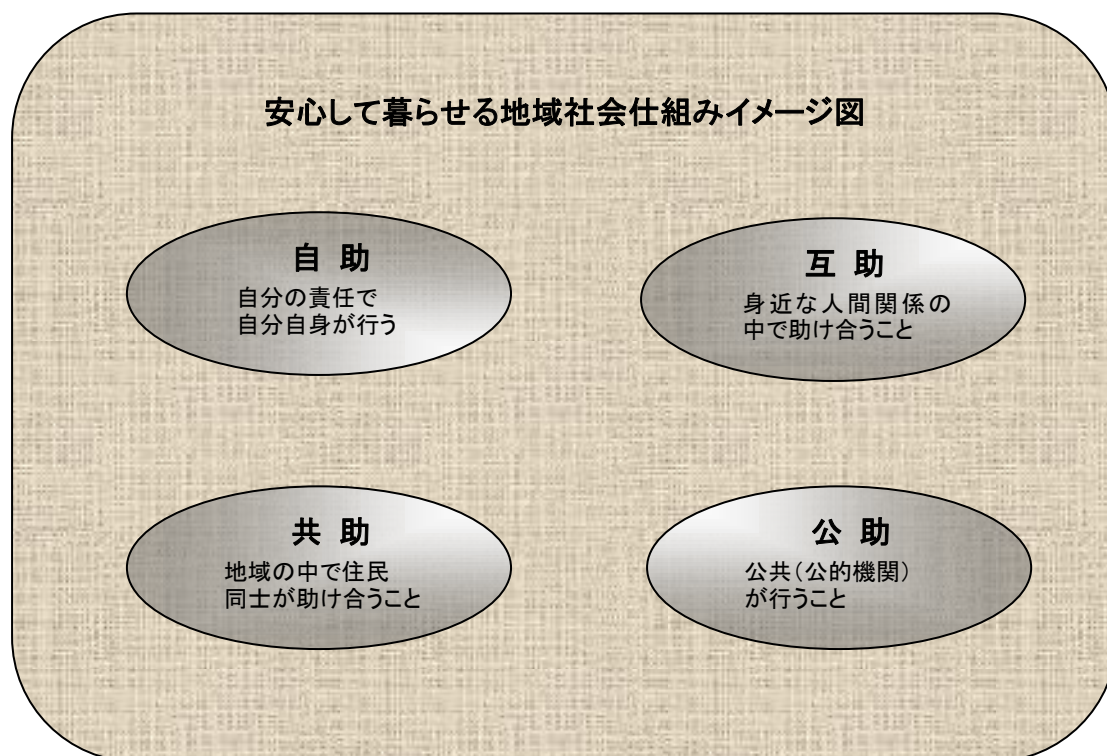 安心して暮らせる地域社会仕組みイメージ図
自 助
自分の責任で
自分自身が行う
互 助
身近な人間関係の
中で助け合うこと
共 助
地域の中で住民
同士が助け合うこと
公 助
公共（公的機関）
が行うこと